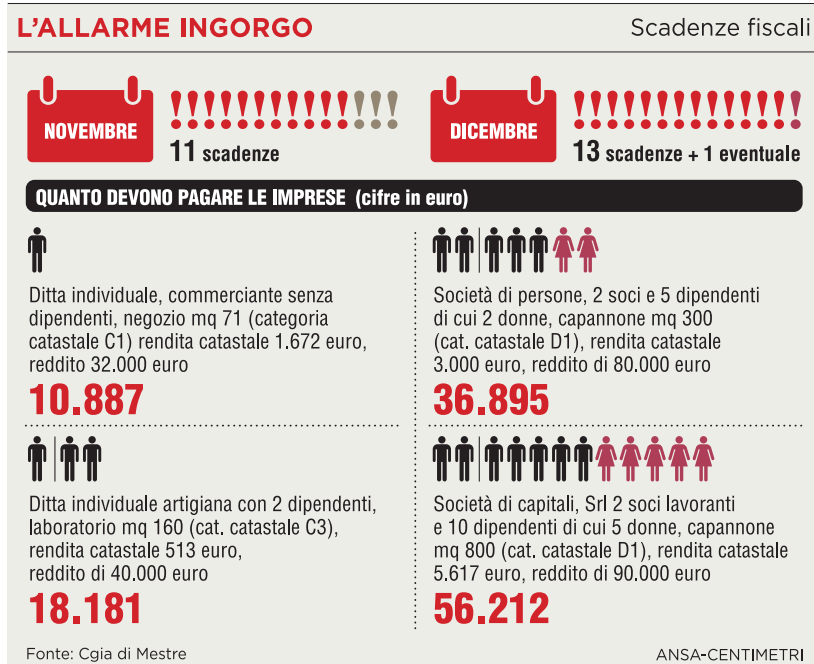 L'ALLARME INGORGO
Scadenze fiscali
NOVEMBRE
11 scadenze
DICEMBRE
13 scadenze + 1 eventuale
QUANTO DEVONO PAGARE LE IMPRESE (cifre in euro)
Ditta individuale, commerciante senza
dipendenti, negozio mq 71 (categoria
catastale C1) rendita catastale 1.672 euro,
reddito 32.000 euro
10.887
Società di persone, 2 soci e 5 dipendenti
di cui 2 donne, capannone mq 300
(cat. catastale D1), rendita catastale
3.000 euro, reddito di 80.000 euro
36.895
Ditta individuale artigiana con 2 dipendenti,
laboratorio mq 160 (cat. catastale C3),
rendita catastale 513 euro,
reddito di 40.000 euro
18.181
Società di capitali, Srl 2 soci lavoranti
e 10 dipendenti di cui 5 donne, capannone
mq 800 (cat. catastale D1), rendita catastale
5.617 euro, reddito di 90.000 euro
56.212
Fonte: Cgia di Mestre
ANSA-CENTIMETRI